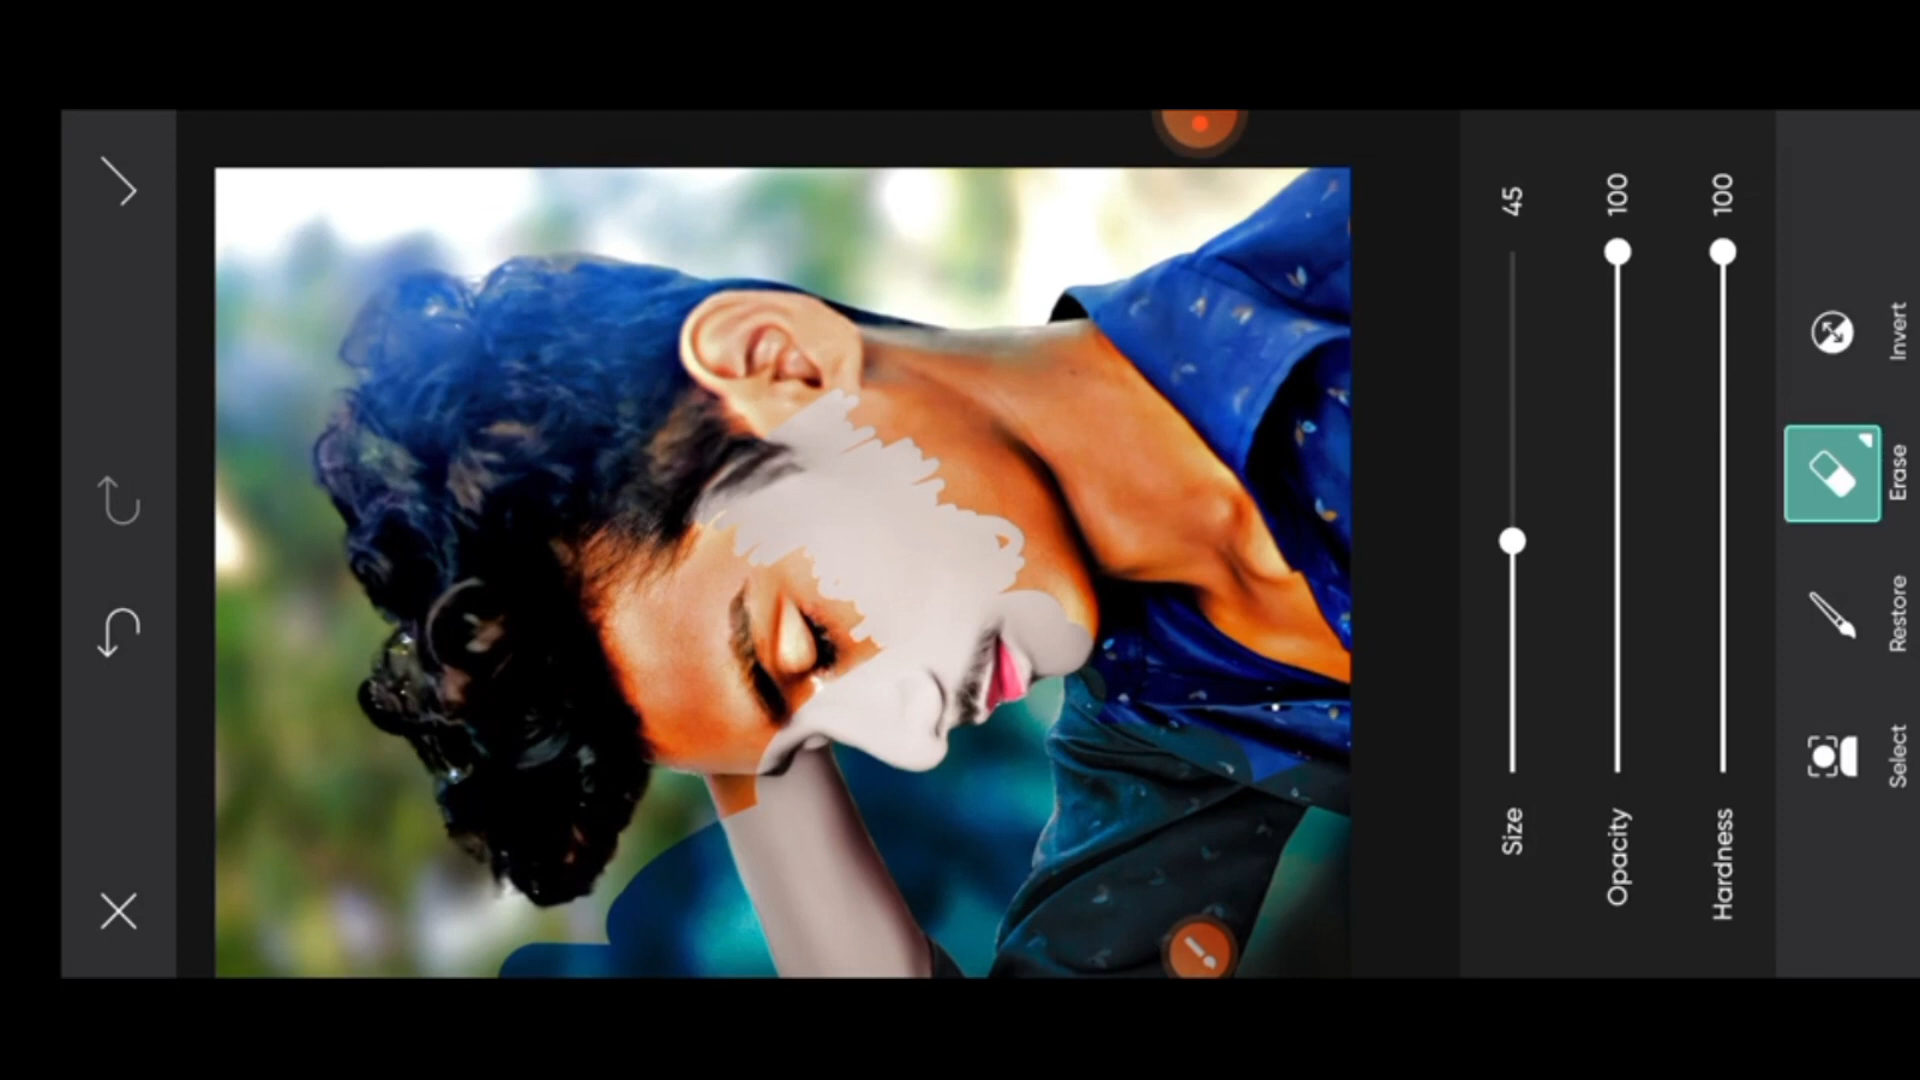 Size 45
Opacity 100
Hardness 100
Select
Restore
Erase
Invert